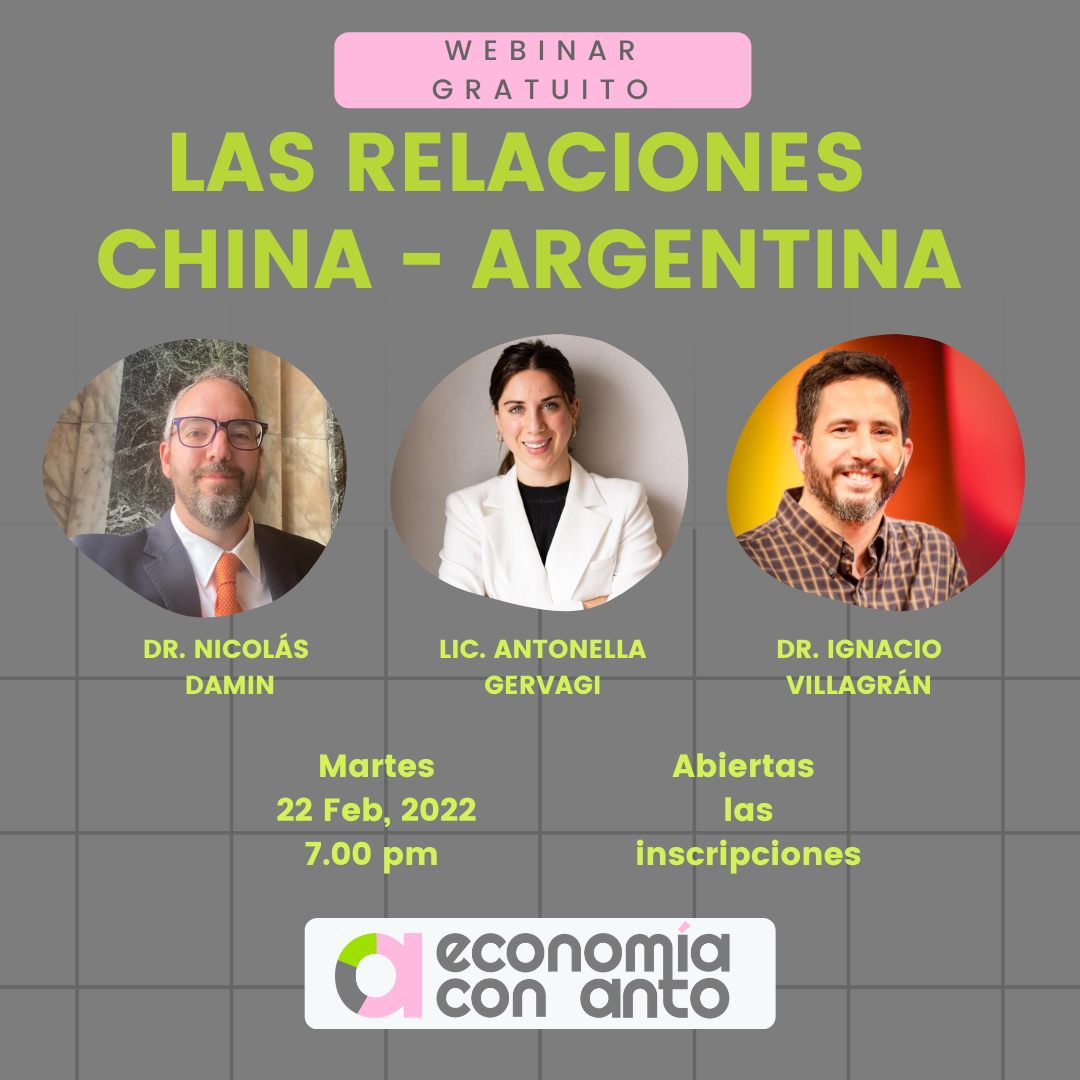 WEBINAR
GRATUITO
LAS RELACIONES
CHINA - ARGENTINA
DR. NICOLÁS
DAMIN
LIC. ANTONELLA
GERVAGI
DR. IGNACIO
VILLAGRÁN
Martes
22 Feb, 2022
7.00 pm
Abiertas
las
inscripciones
economía
con anto